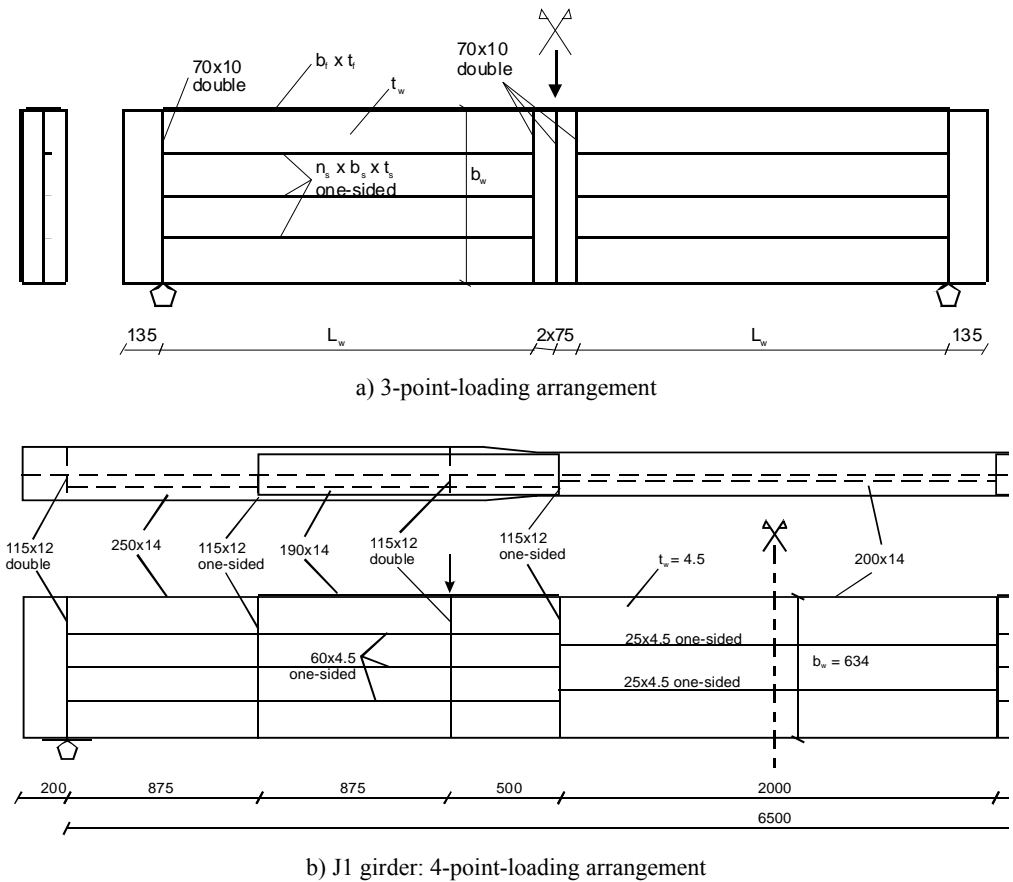 70x10
double
b_f x t_f
t_w
70x10
double
n_s x b_s x t_s
one-sided
b_w
135
L_w
2x75
L_w
135
a) 3-point-loading arrangement
115x12
double
250x14
115x12
one-sided
190x14
115x12
double
115x12
one-sided
t_w = 4.5
200x14
60x4.5
one-sided
25x4.5 one-sided
25x4.5 one-sided
b_w = 634
200
875
875
500
2000
6500
b) J1 girder: 4-point-loading arrangement